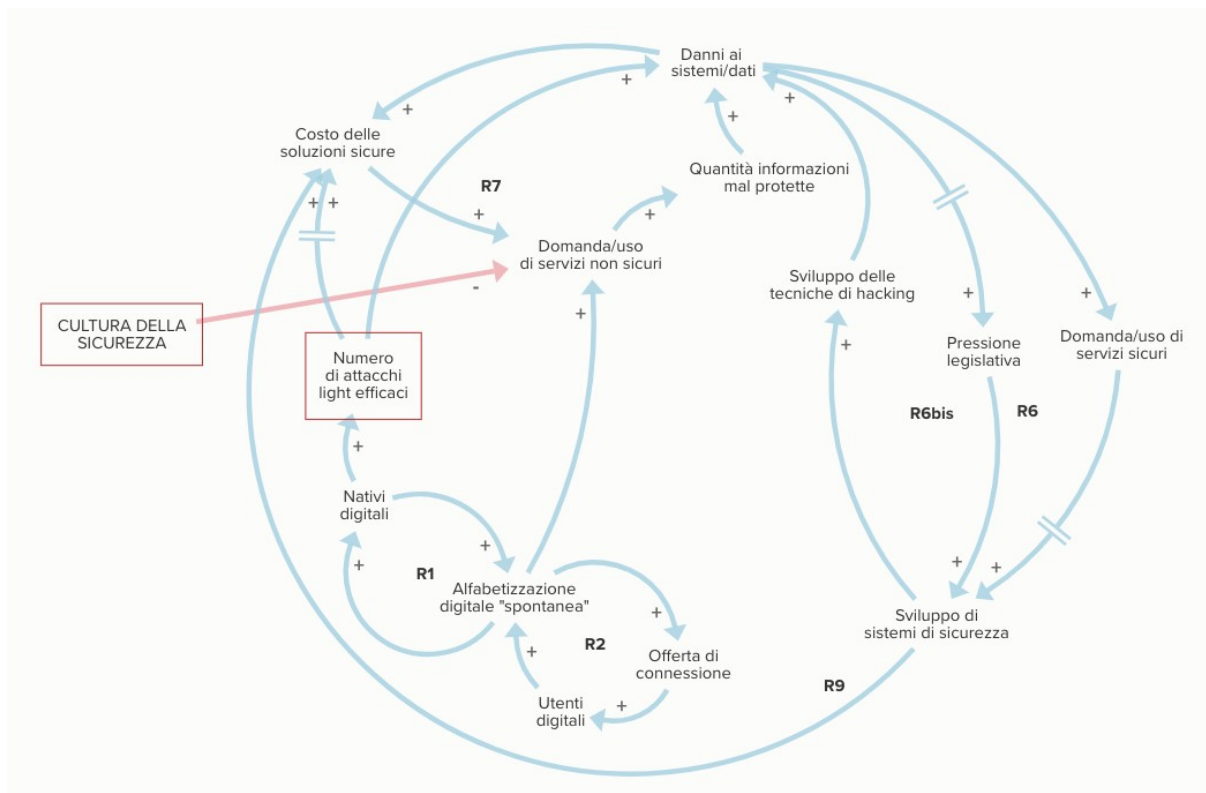 Danni ai
sistemi/dati
+
+
+
+
Costo delle
soluzioni sicure
Quantità informazioni
mal protette
R7
+
+
+
+
+
Domanda/uso
di servizi non sicuri
Sviluppo delle
tecniche di hacking
-
+
+
+
CULTURA DELLA
SICUREZZA
Numero
di attacchi
light efficaci
+
Pressione
legislativa
Domanda/uso di
servizi sicuri
R6bis
R6
+
Nativi
digitali
+
+
R1
+
+
Alfabetizzazione
digitale "spontanea"
+
Sviluppo di
sistemi di sicurezza
R2
+
Offerta di
connessione
R9
+
Utenti
digitali